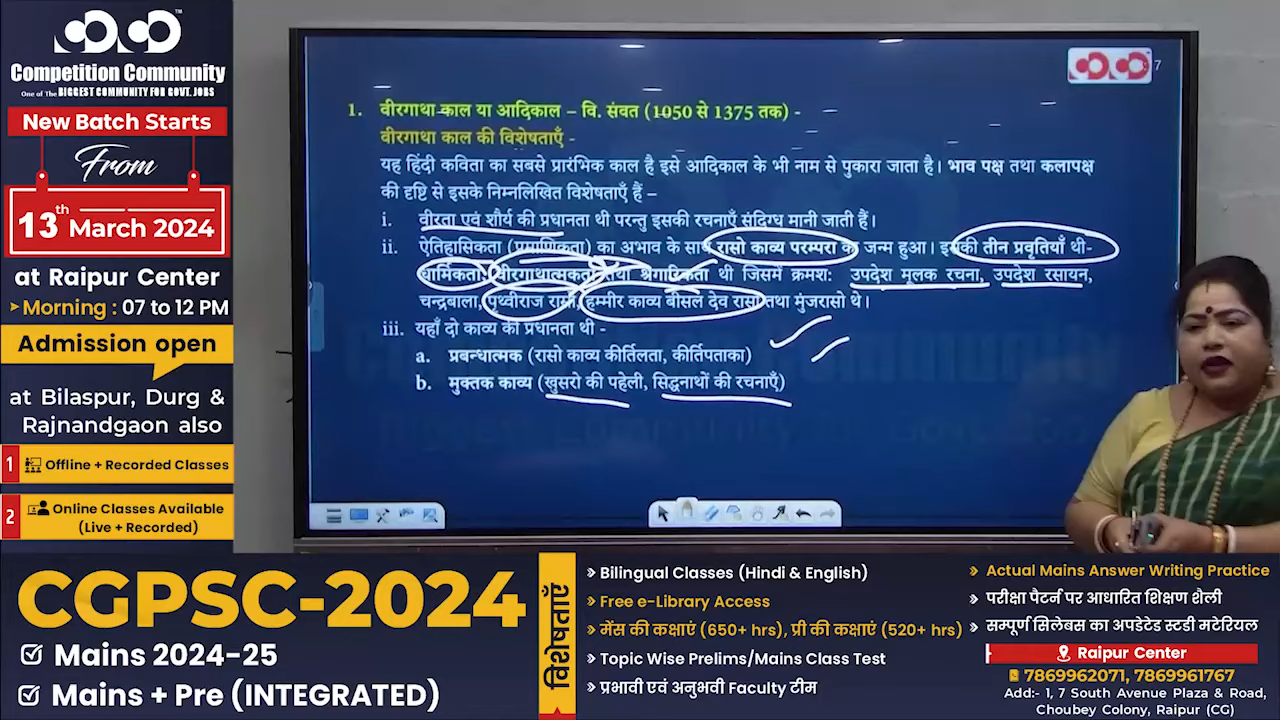 Competition Community
One of The BIGGEST COMMUNITY FOR GOVT. JOBS
New Batch Starts
From
13th March 2024
at Raipur Center
Morning : 07 to 12 PM
Admission open
at Bilaspur, Durg &
Rajnandgaon also
1 Offline + Recorded Classes
2 Online Classes Available
(Live + Recorded)
1. वीरगाथा काल या आदिकाल – वि. संवत (1050 से 1375 तक) -
वीरगाथा काल की विशेषताएँ -
यह हिंदी कविता का सबसे प्रारंभिक काल है इसे आदिकाल के भी नाम से पुकारा जाता है। भाव पक्ष तथा कलापक्ष
की दृष्टि से इसके निम्नलिखित विशेषताएँ हैं –
i. वीरता एवं शौर्य की प्रधानता थी परन्तु इसकी रचनाएँ संदिग्ध मानी जाती हैं।
ii. ऐतिहासिकता (प्रमाणिकता) का अभाव के साथ रासो काव्य परम्परा का जन्म हुआ। इसकी तीन प्रवृतियाँ थी-
धार्मिकता, वीरगाथात्मकता तथा श्रृंगारिकता थी जिसमें क्रमशः उपदेश मूलक रचना, उपदेश रसायन,
चन्द्रबाला, पृथ्वीराज रासो, हम्मीर काव्य बीसल देव रासो तथा मुंजरासो थे।
iii. यहाँ दो काव्य की प्रधानता थी -
a. प्रबन्धात्मक (रासो काव्य कीर्तिलता, कीर्तिपताका)
b. मुक्तक काव्य (खुसरो की पहेली, सिद्धनाथों की रचनाएँ)
CGPSC-2024
Mains 2024-25
Mains + Pre (INTEGRATED)
विशेषताएँ
Bilingual Classes (Hindi & English)
Free e-Library Access
मेंस की कक्षाएं (650+ hrs), प्री की कक्षाएं (520+ hrs)
Topic Wise Prelims/Mains Class Test
प्रभावी एवं अनुभवी Faculty टीम
Actual Mains Answer Writing Practice
परीक्षा पैटर्न पर आधारित शिक्षण शैली
सम्पूर्ण सिलेबस का अपडेटेड स्टडी मटेरियल
Raipur Center
7869962071, 7869961767
Add:- 1, 7 South Avenue Plaza & Road,
Choubey Colony, Raipur (CG)